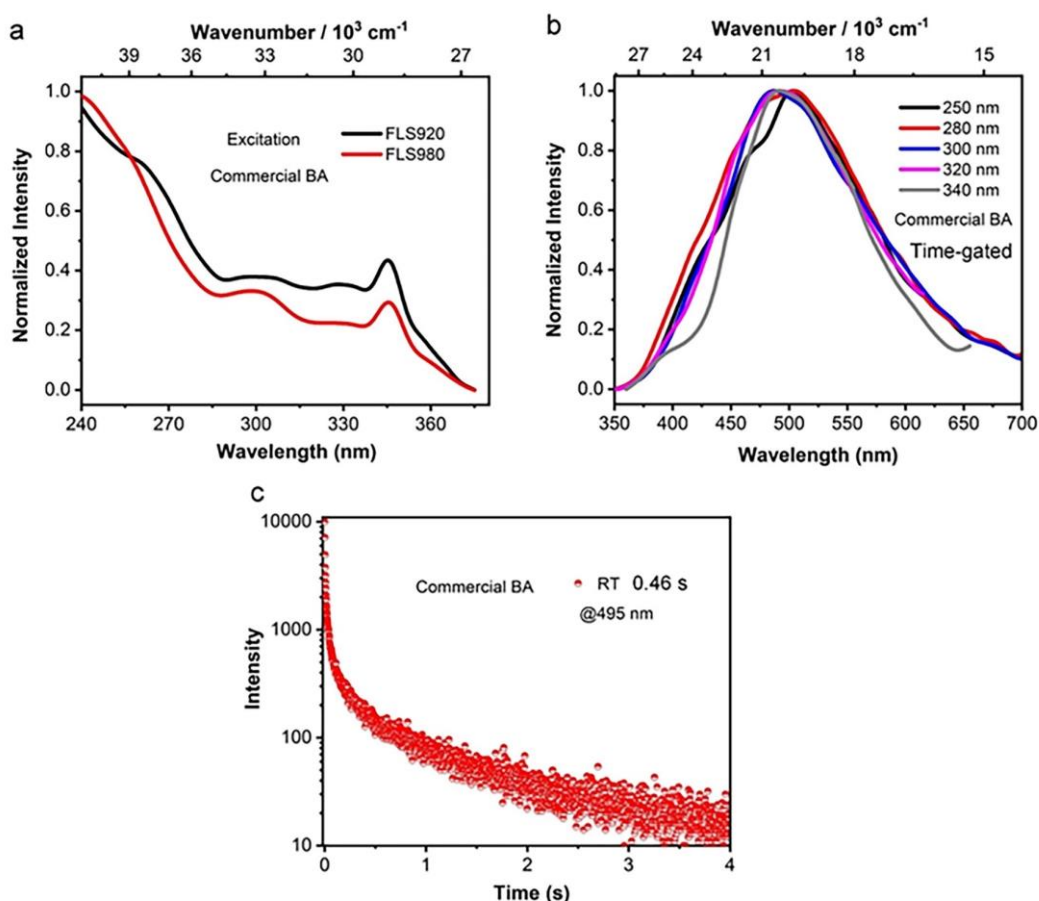 a
Wavenumber / 10³ cm⁻¹
39 36 33 30 27
1.0
0.8
0.6
0.4
0.2
0.0
Normalized Intensity
Excitation
Commercial BA
FLS920
FLS980
240 270 300 330 360
Wavelength (nm)
b
Wavenumber / 10³ cm⁻¹
27 24 21 18 15
1.0
0.8
0.6
0.4
0.2
0.0
Normalized Intensity
250 nm
280 nm
300 nm
320 nm
340 nm
Commercial BA
Time-gated
350 400 450 500 550 600 650 700
Wavelength (nm)
c
10000
1000
100
10
Intensity
Commercial BA
RT 0.46 s
@495 nm
0 1 2 3 4
Time (s)